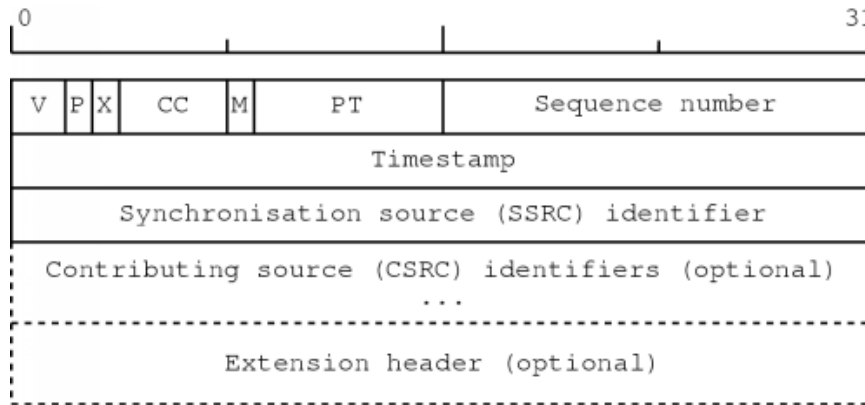 0 31
V P X CC M PT Sequence number
Timestamp
Synchronisation source (SSRC) identifier
Contributing source (CSRC) identifiers (optional)
...
Extension header (optional)